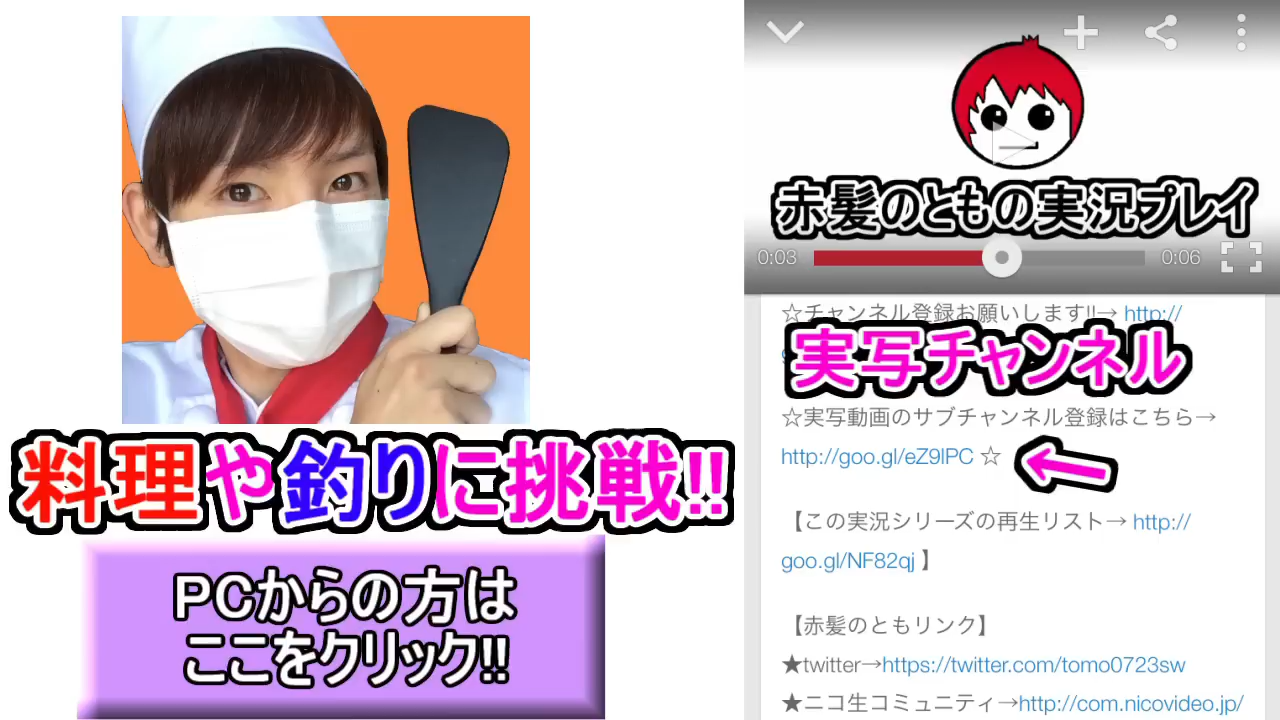 料理や釣りに挑戦!!
PCからの方は
ここをクリック!!
赤髪のともの実況プレイ
0:03
0:06
☆チャンネル登録お願いします!!→ http://
実写チャンネル
☆実写動画のサブチャンネル登録はこちら→
http://goo.gl/eZ9lPC ☆
【この実況シリーズの再生リスト→ http://
goo.gl/NF82qj 】
【赤髪のともリンク】
★twitter→https://twitter.com/tomo0723sw
★ニコ生コミュニティ→http://com.nicovideo.jp/